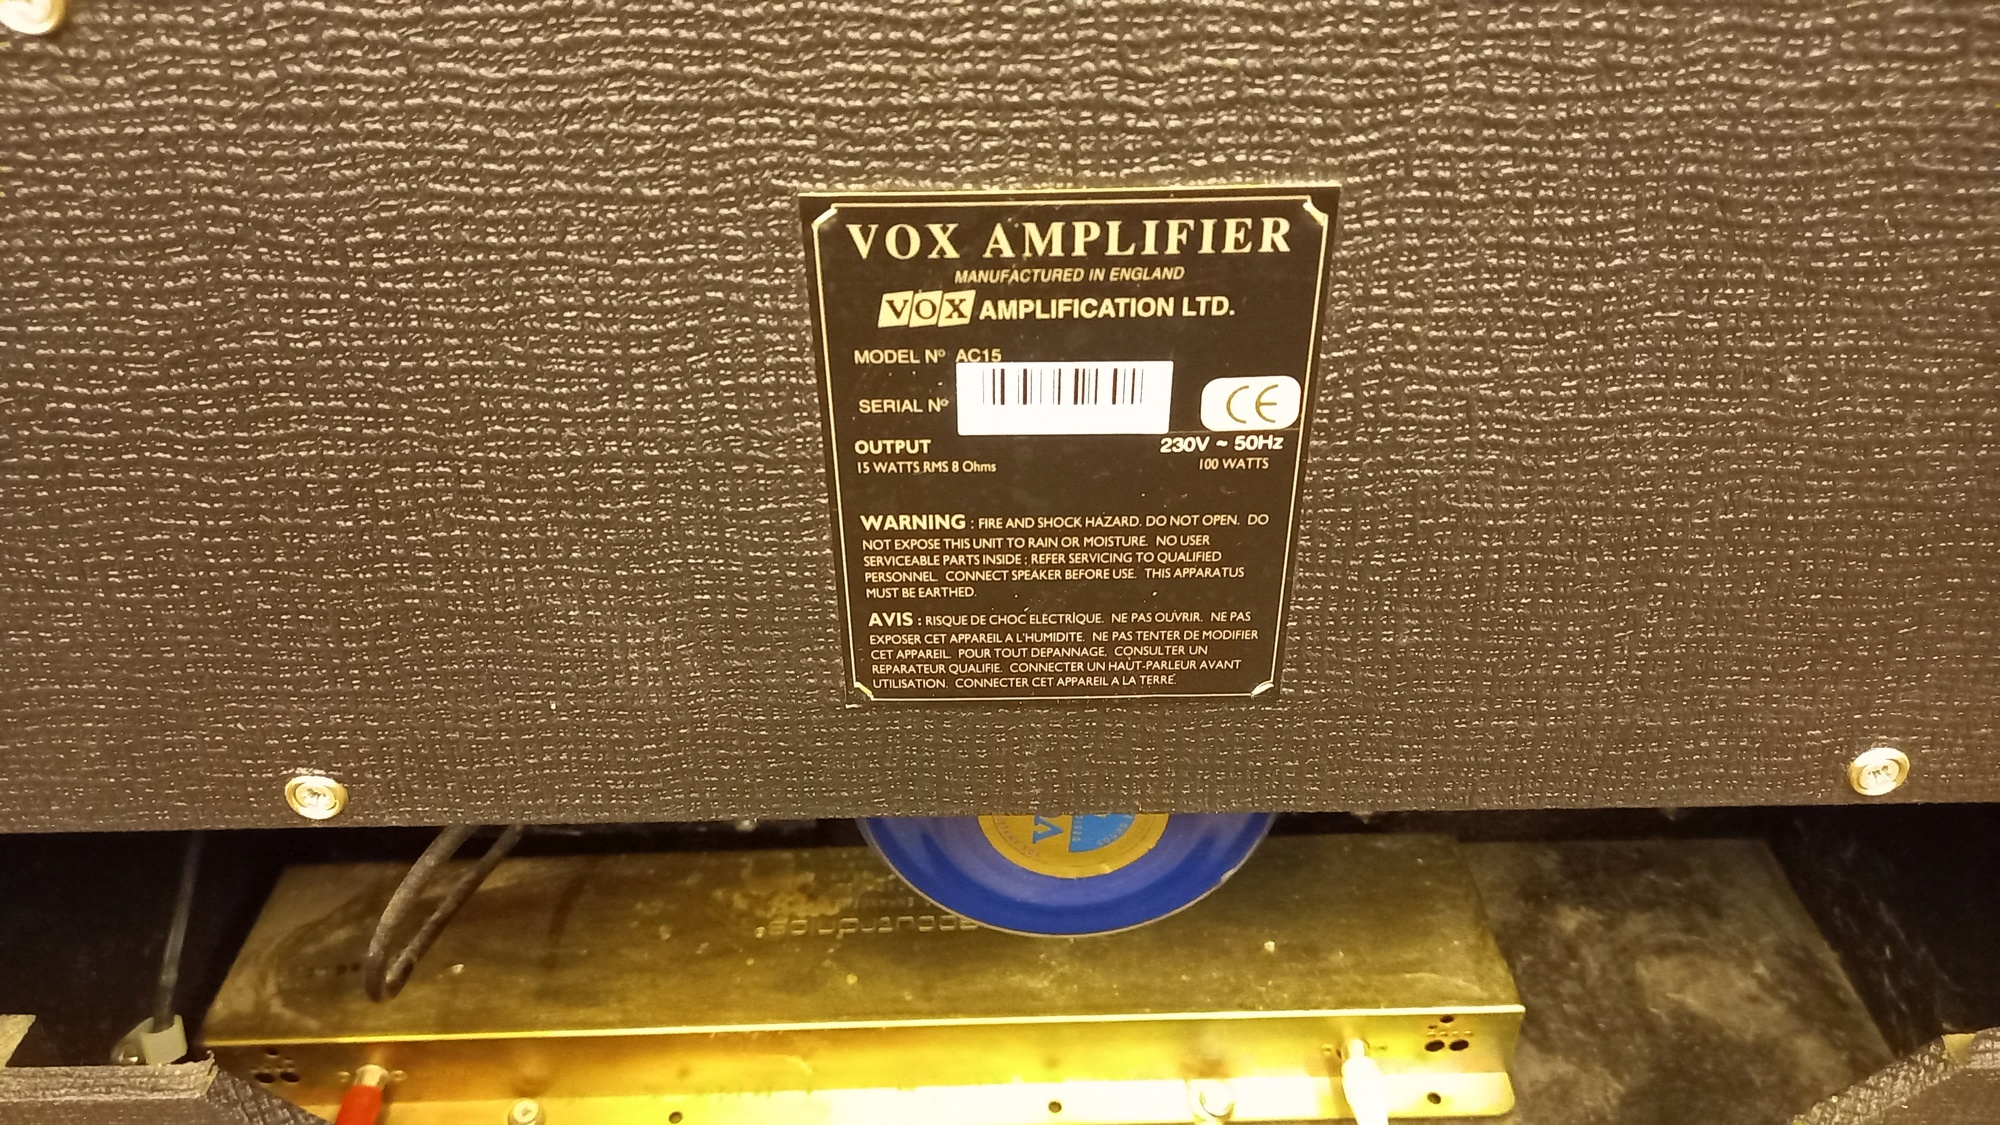 VOX AMPLIFIER
MANUFACTURED IN ENGLAND
VOX AMPLIFICATION LTD.
MODEL Nº AC15
SERIAL Nº
CE
OUTPUT
230V ~ 50Hz
15 WATTS RMS 8 Ohms
100 WATTS
WARNING : FIRE AND SHOCK HAZARD. DO NOT OPEN. DO
NOT EXPOSE THIS UNIT TO RAIN OR MOISTURE. NO USER
SERVICEABLE PARTS INSIDE ; REFER SERVICING TO QUALIFIED
PERSONNEL. CONNECT SPEAKER BEFORE USE. THIS APPARATUS
MUST BE EARTHED.
AVIS : RISQUE DE CHOC ELECTRIQUE. NE PAS OUVRIR. NE PAS
EXPOSER CET APPAREIL A L'HUMIDITE. NE PAS TENTER DE MODIFIER
CET APPAREIL. POUR TOUT DEPANNAGE, CONSULTER UN
REPARATEUR QUALIFIE. CONNECTER UN HAUT-PARLEUR AVANT
UTILISATION. CONNECTER CET APPAREIL A LA TERRE.